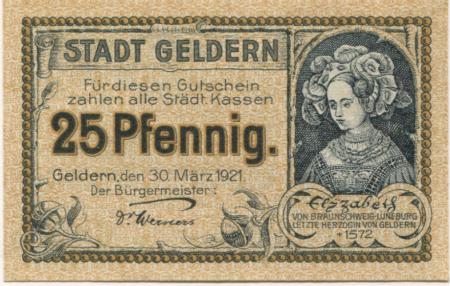 STADT GELDERN
Für diesen Gutschein
zahlen alle Städt. Kassen
25 Pfennig.
Geldern, den 30. März 1921.
Der Bürgermeister:
Dr. Werners
Elizabeth
VON BRAUNSCHWEIG-LÜNEBURG
LETZTE HERZOGIN VON GELDERN
+1572